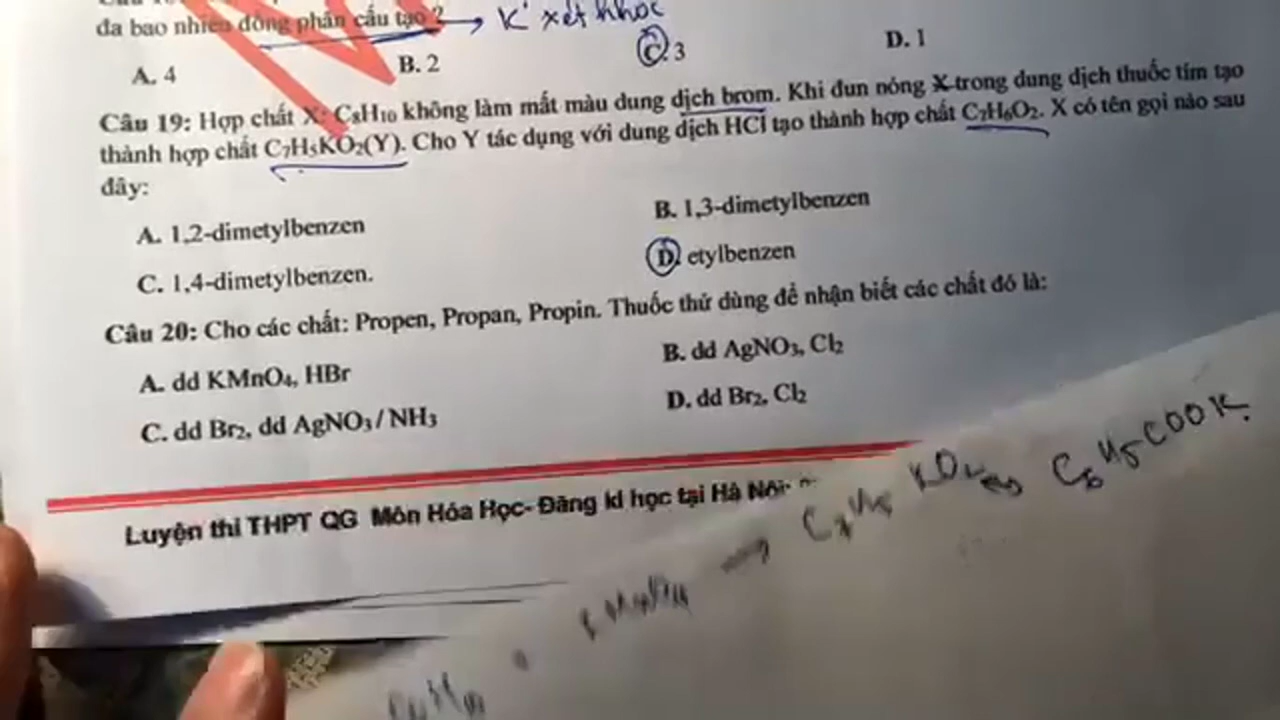 đa bao nhiêu đồng phân cấu tạo ? → K xét hhọc
A. 4 B. 2 C. 3 D. 1
Câu 19: Hợp chất X: C₈H₁₀ không làm mất màu dung dịch brom. Khi đun nóng X trong dung dịch thuốc tím tạo
thành hợp chất C₇H₅KO₂(Y). Cho Y tác dụng với dung dịch HCl tạo thành hợp chất C₇H₆O₂. X có tên gọi nào sau
đây:
A. 1,2-dimetylbenzen B. 1,3-dimetylbenzen
C. 1,4-dimetylbenzen. D. etylbenzen
Câu 20: Cho các chất: Propen, Propan, Propin. Thuốc thử dùng để nhận biết các chất đó là:
A. dd KMnO₄, HBr B. dd AgNO₃, Cl₂
C. dd Br₂, dd AgNO₃ / NH₃ D. dd Br₂, Cl₂
Luyện thi THPT QG Môn Hóa Học- Đăng kí học tại Hà Nội
KMnO₄ → C₇H₅KO₂ ⇔ C₆H₅COOK